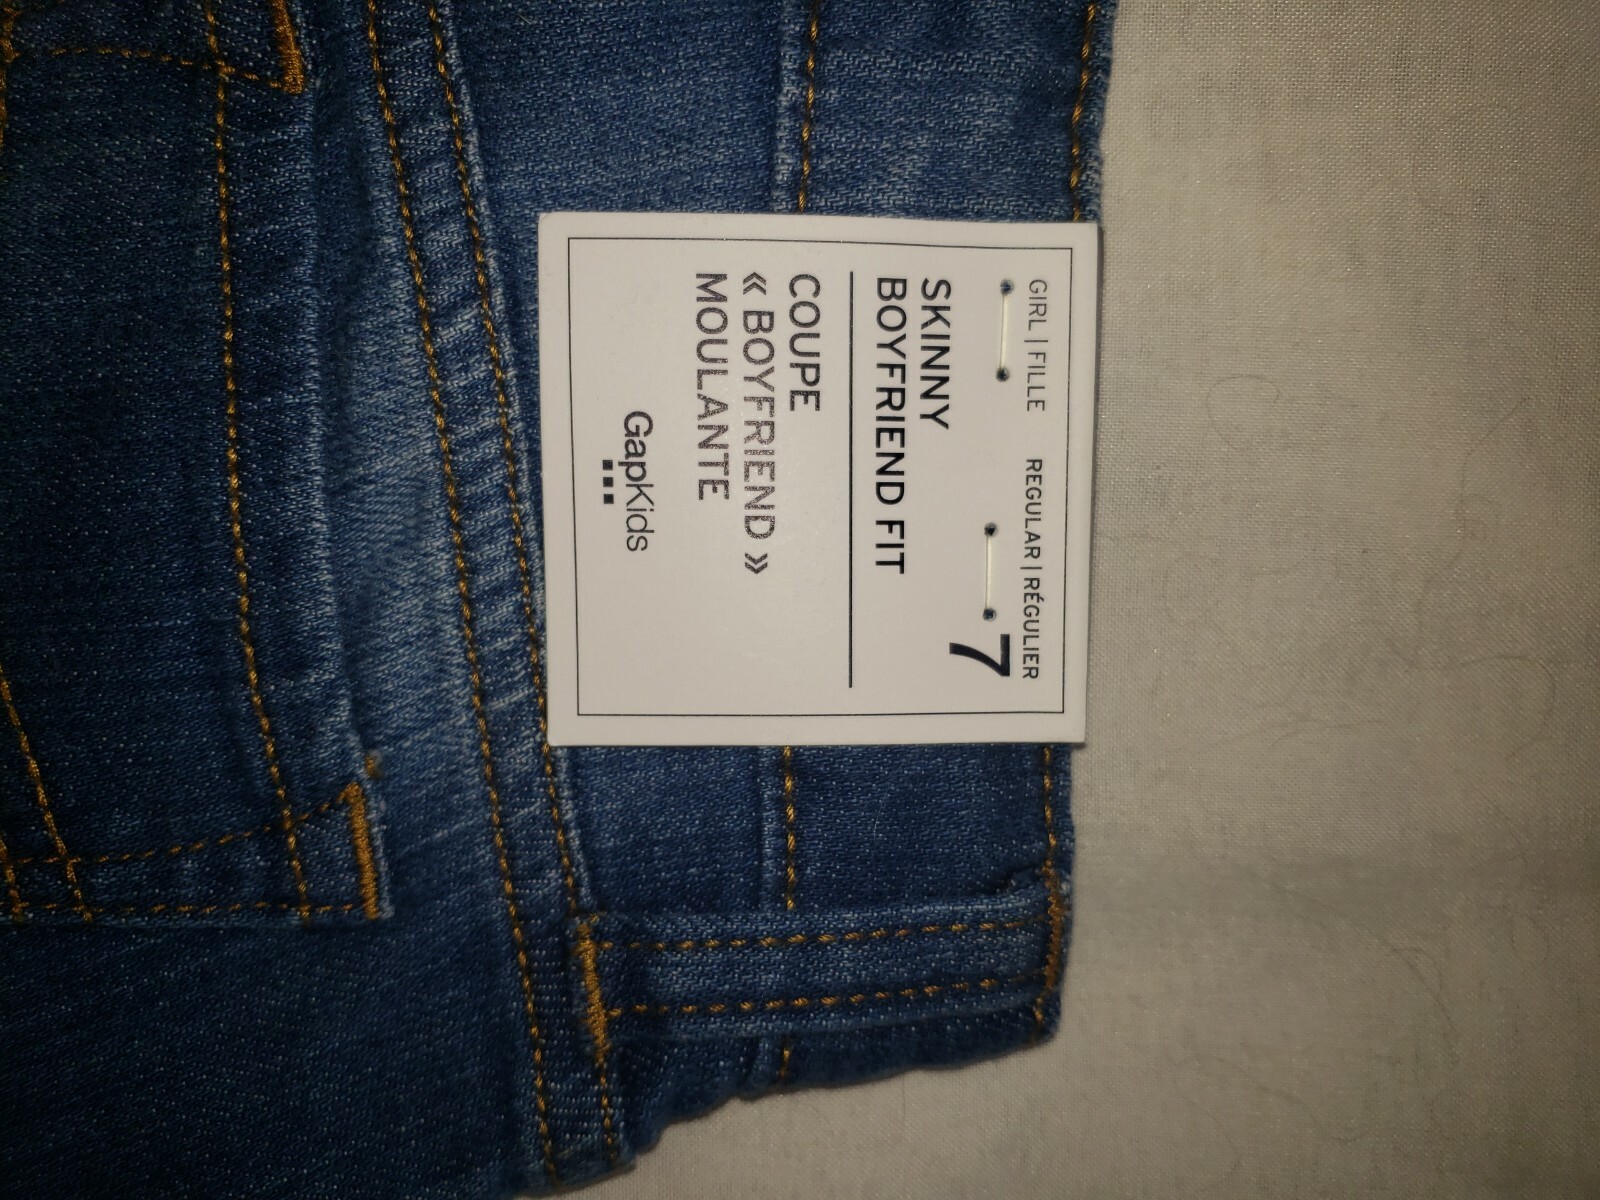 GIRL | FILLE REGULAR | RÉGULIER
7
SKINNY
BOYFRIEND FIT
COUPE
« BOYFRIEND »
MOULANTE
GapKids